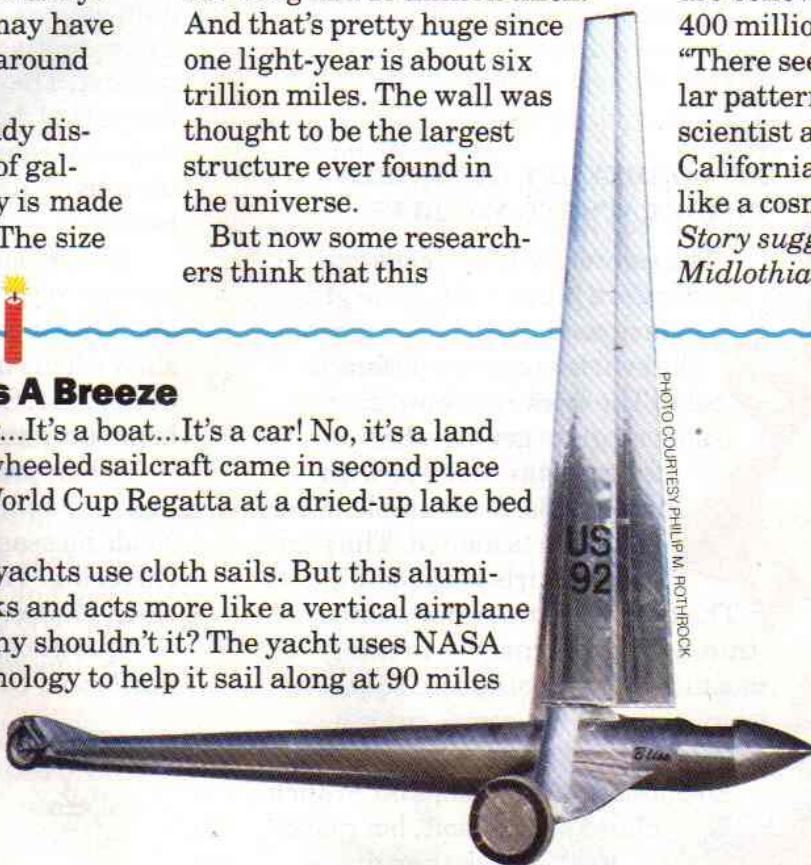 may have
around
dy dis-
of gal-
y is made
The size
And that's pretty huge since
one light-year is about six
trillion miles. The wall was
thought to be the largest
structure ever found in
the universe.
But now some research-
ers think that this
400 millio
"There see
lar pattern
scientist a
California
like a cosm
Story sugg
Midlothia
s A Breeze
...It's a boat...It's a car! No, it's a land
wheeled sailcraft came in second place
World Cup Regatta at a dried-up lake bed
yachts use cloth sails. But this alumi-
ks and acts more like a vertical airplane
hy shouldn't it? The yacht uses NASA
nology to help it sail along at 90 miles
PHOTO COURTESY PHILIP M. ROTHROCK
US
92
Bliss